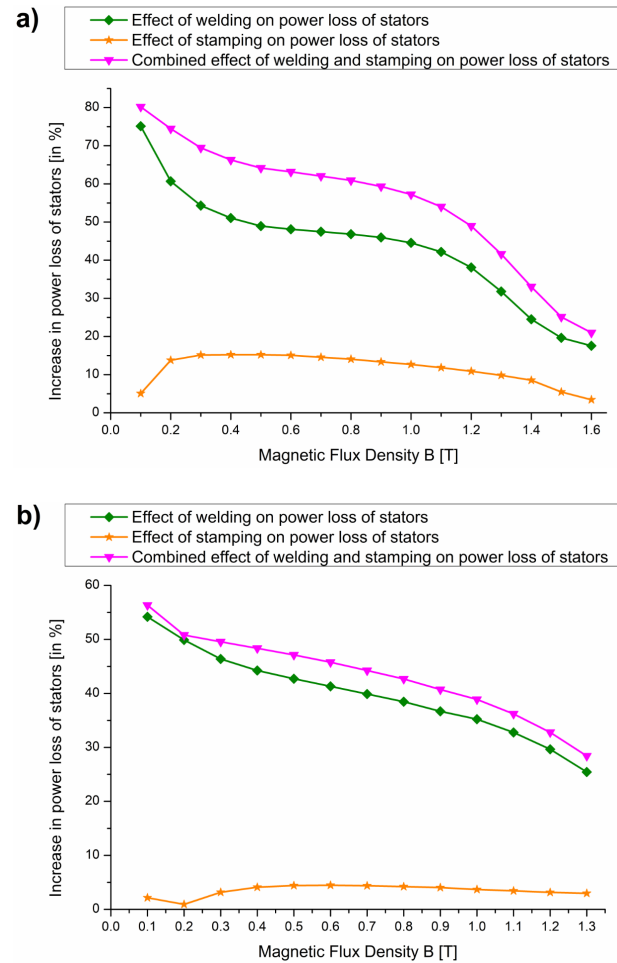 a)
Effect of welding on power loss of stators
Effect of stamping on power loss of stators
Combined effect of welding and stamping on power loss of stators
Increase in power loss of stators [in %]
80
70
60
50
40
30
20
10
0
0.0 0.2 0.4 0.6 0.8 1.0 1.2 1.4 1.6
Magnetic Flux Density B [T]
b)
Effect of welding on power loss of stators
Effect of stamping on power loss of stators
Combined effect of welding and stamping on power loss of stators
Increase in power loss of stators [in %]
60
50
40
30
20
10
0
0.0 0.1 0.2 0.3 0.4 0.5 0.6 0.7 0.8 0.9 1.0 1.1 1.2 1.3
Magnetic Flux Density B [T]